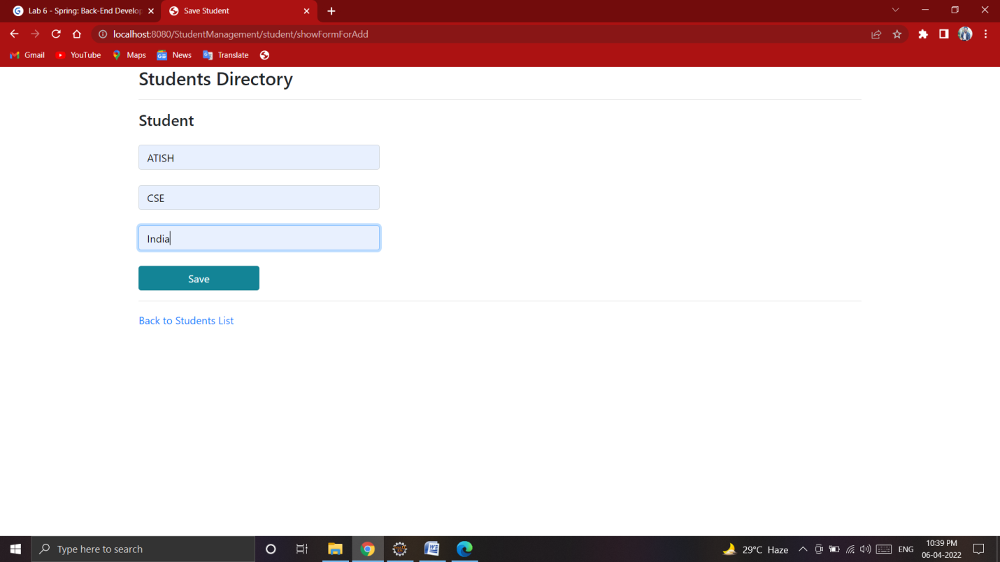 Lab 6 - Spring: Back-End Develop
Save Student
localhost:8080/StudentManagement/student/showFormForAdd
Gmail
YouTube
Maps
News
Translate
Students Directory
Student
ATISH
CSE
India
Save
Back to Students List
Type here to search
29°C Haze
ENG
10:39 PM
06-04-2022